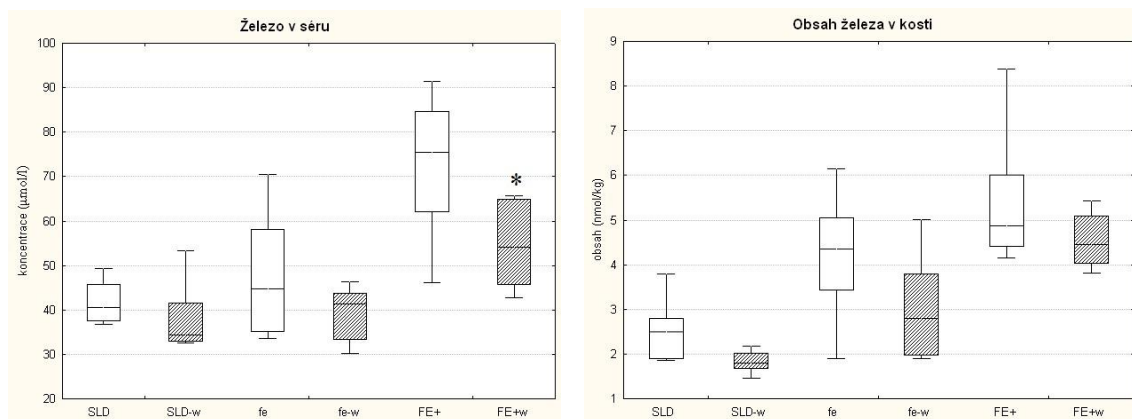 Železo v séru
koncentrace (µmol/l)
100
90
80
70
60
50
40
30
20
*
SLD
SLD-w
fe
fe-w
FE+
FE+w
Obsah železa v kosti
obsah (nmol/kg)
9
8
7
6
5
4
3
2
1
SLD
SLD-w
fe
fe-w
FE+
FE+w